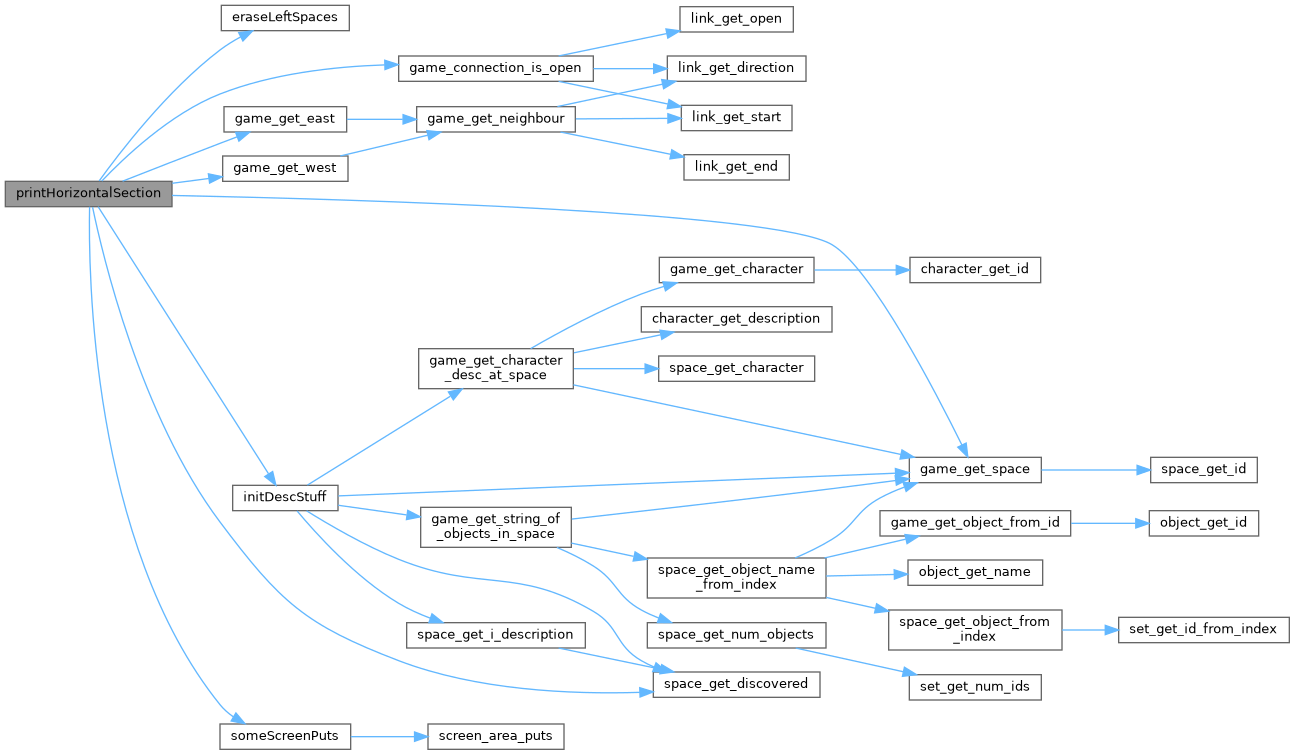 eraseLeftSpaces
link_get_open
game_connection_is_open
link_get_direction
game_get_east
game_get_neighbour
link_get_start
game_get_west
link_get_end
printHorizontalSection
game_get_character
character_get_id
character_get_description
game_get_character
_desc_at_space
space_get_character
game_get_space
space_get_id
initDescStuff
game_get_string_of
_objects_in_space
game_get_object_from_id
object_get_id
space_get_object_name
_from_index
object_get_name
space_get_object_from
_index
set_get_id_from_index
space_get_i_description
space_get_num_objects
space_get_discovered
set_get_num_ids
someScreenPuts
screen_area_puts